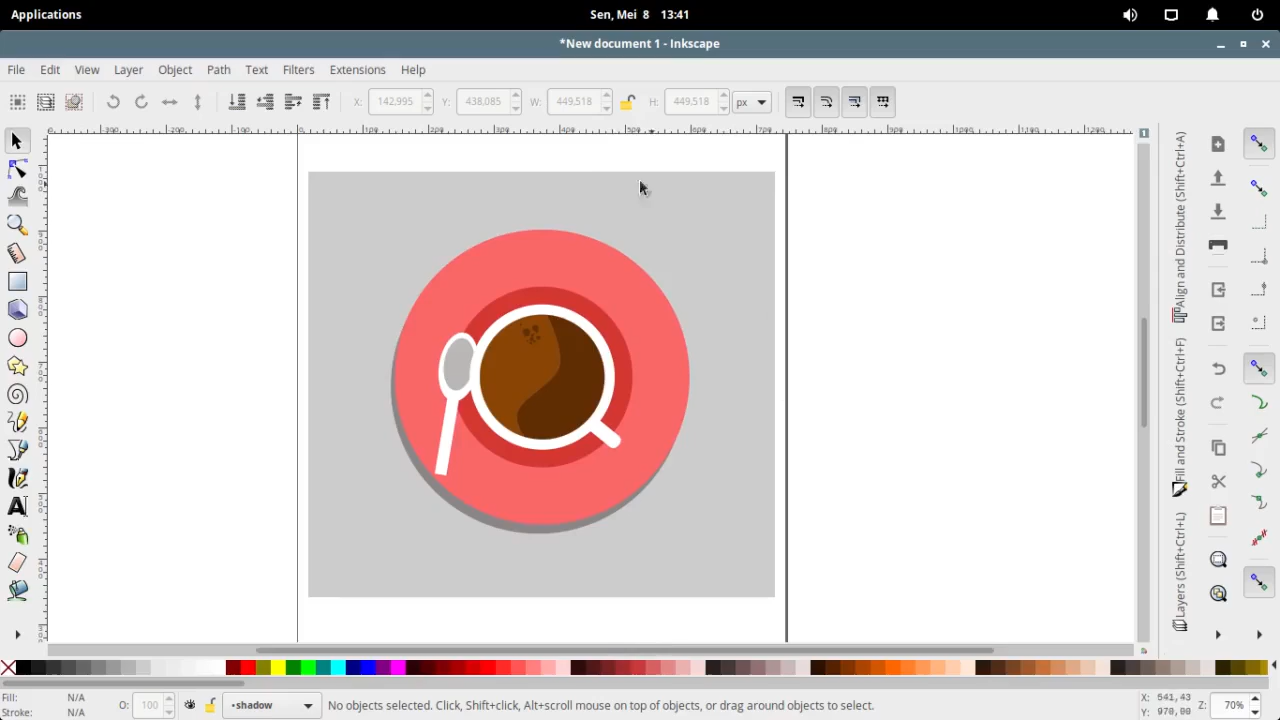 Applications
Sen, Mei 8 13:41
*New document 1 - Inkscape
File Edit View Layer Object Path Text Filters Extensions Help
X: 142.995 Y: 438.085 W: 449.518 H: 449.518 px
Align and Distribute (Shift+Ctrl+A)
Fill and Stroke (Shift+Ctrl+F)
Layers (Shift+Ctrl+L)
Fill: N/A
Stroke: N/A
O: 100
•shadow
No objects selected. Click, Shift+click, Alt+scroll mouse on top of objects, or drag around objects to select.
X: 541,43
Y: 970,00
Z: 70%